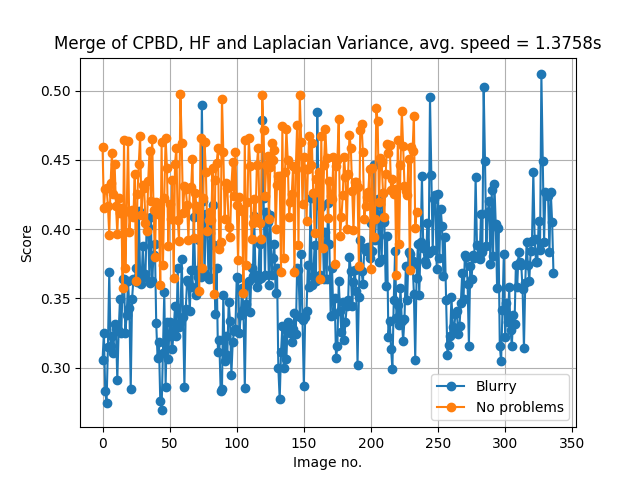 Merge of CPBD, HF and Laplacian Variance, avg. speed = 1.3758s
0.50
0.45
0.40
0.35
0.30
Score
0
50
100
150
200
250
300
350
Image no.
Blurry
No problems